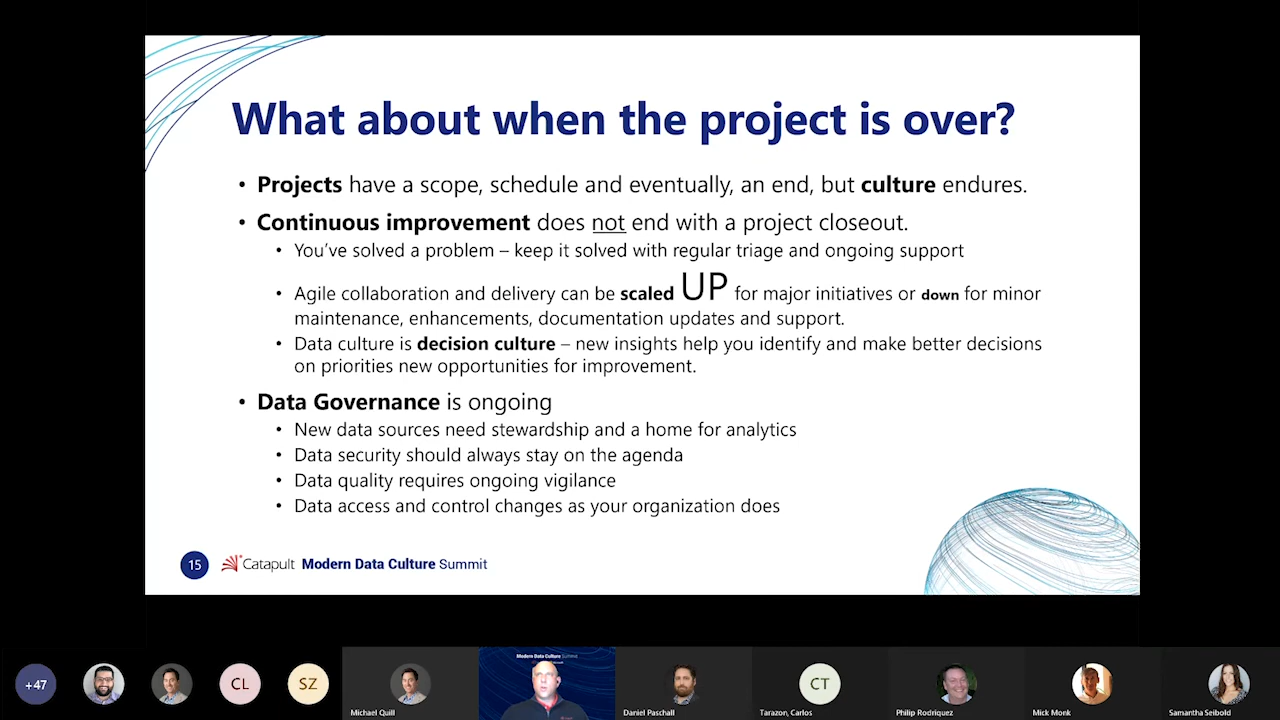 What about when the project is over?
• Projects have a scope, schedule and eventually, an end, but culture endures.
• Continuous improvement does not end with a project closeout.
• You’ve solved a problem – keep it solved with regular triage and ongoing support
• Agile collaboration and delivery can be scaled UP for major initiatives or down for minor
maintenance, enhancements, documentation updates and support.
• Data culture is decision culture – new insights help you identify and make better decisions
on priorities new opportunities for improvement.
• Data Governance is ongoing
• New data sources need stewardship and a home for analytics
• Data security should always stay on the agenda
• Data quality requires ongoing vigilance
• Data access and control changes as your organization does
15 Catapult Modern Data Culture Summit
Modern Data Culture Summit
+47 CL SZ CT
Michael Quill Daniel Paschall Tarazon, Carlos Philip Rodriquez Mick Monk Samantha Seibold